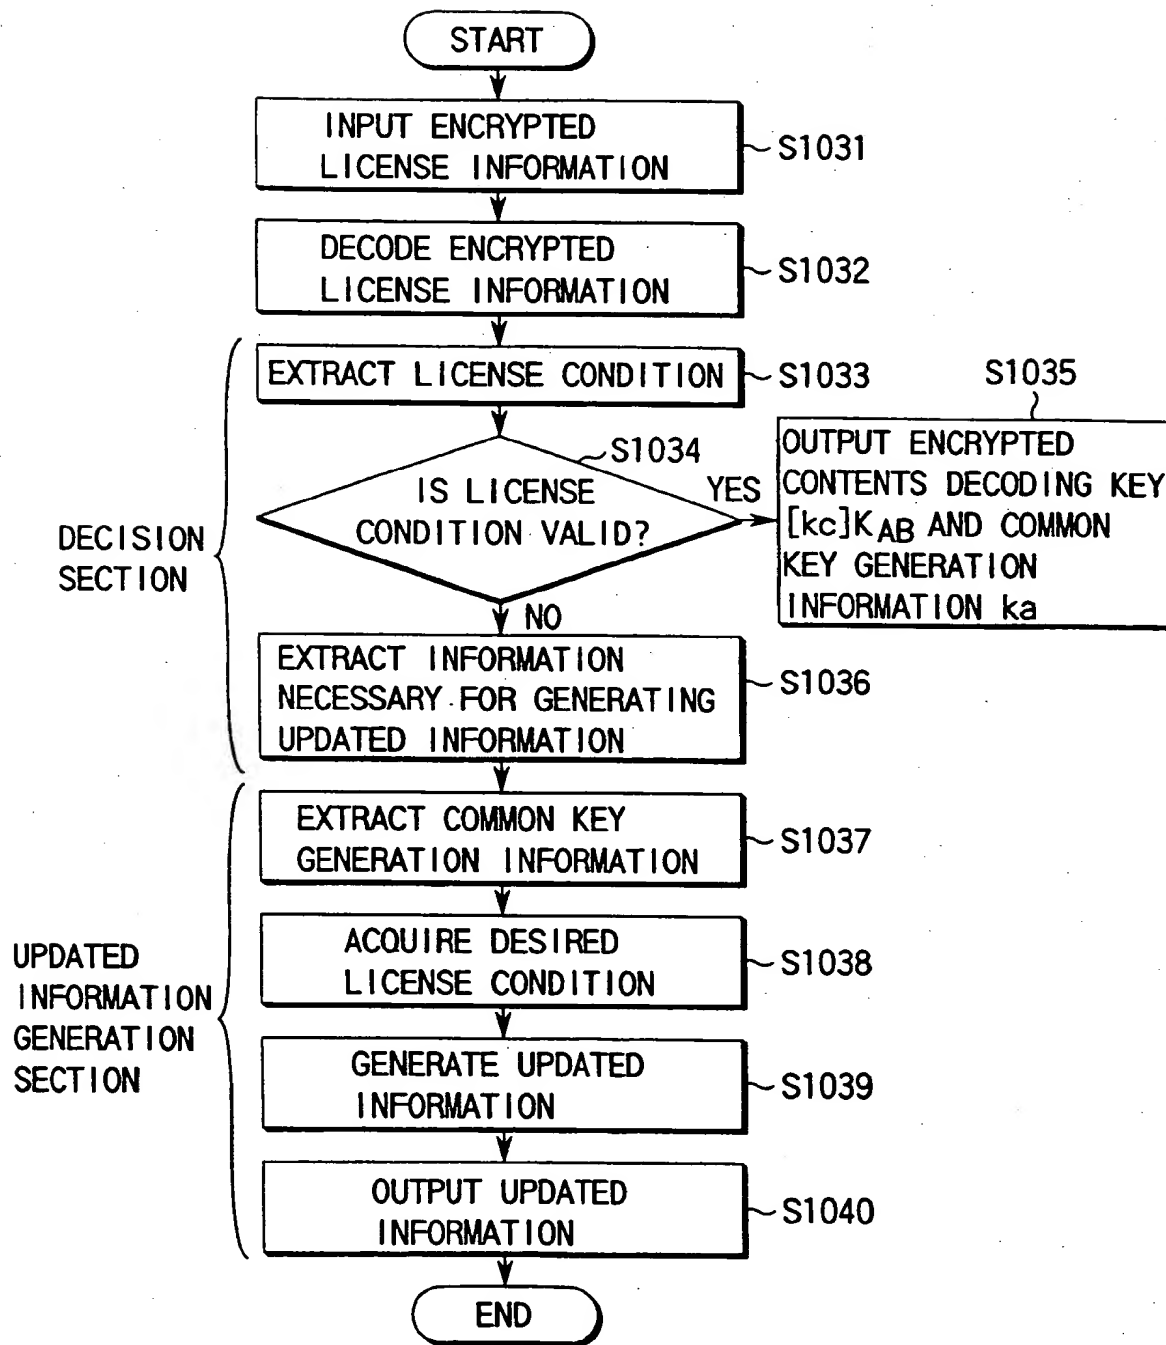 START
INPUT ENCRYPTED
LICENSE INFORMATION
S1031
DECODE ENCRYPTED
LICENSE INFORMATION
S1032
EXTRACT LICENSE CONDITION
S1033
S1034
IS LICENSE
CONDITION VALID?
YES
S1035
OUTPUT ENCRYPTED
CONTENTS DECODING KEY
[kc]KAB AND COMMON
KEY GENERATION
INFORMATION ka
DECISION
SECTION
NO
EXTRACT INFORMATION
NECESSARY FOR GENERATING
UPDATED INFORMATION
S1036
EXTRACT COMMON KEY
GENERATION INFORMATION
S1037
ACQUIRE DESIRED
LICENSE CONDITION
S1038
UPDATED
INFORMATION
GENERATION
SECTION
GENERATE UPDATED
INFORMATION
S1039
OUTPUT UPDATED
INFORMATION
S1040
END